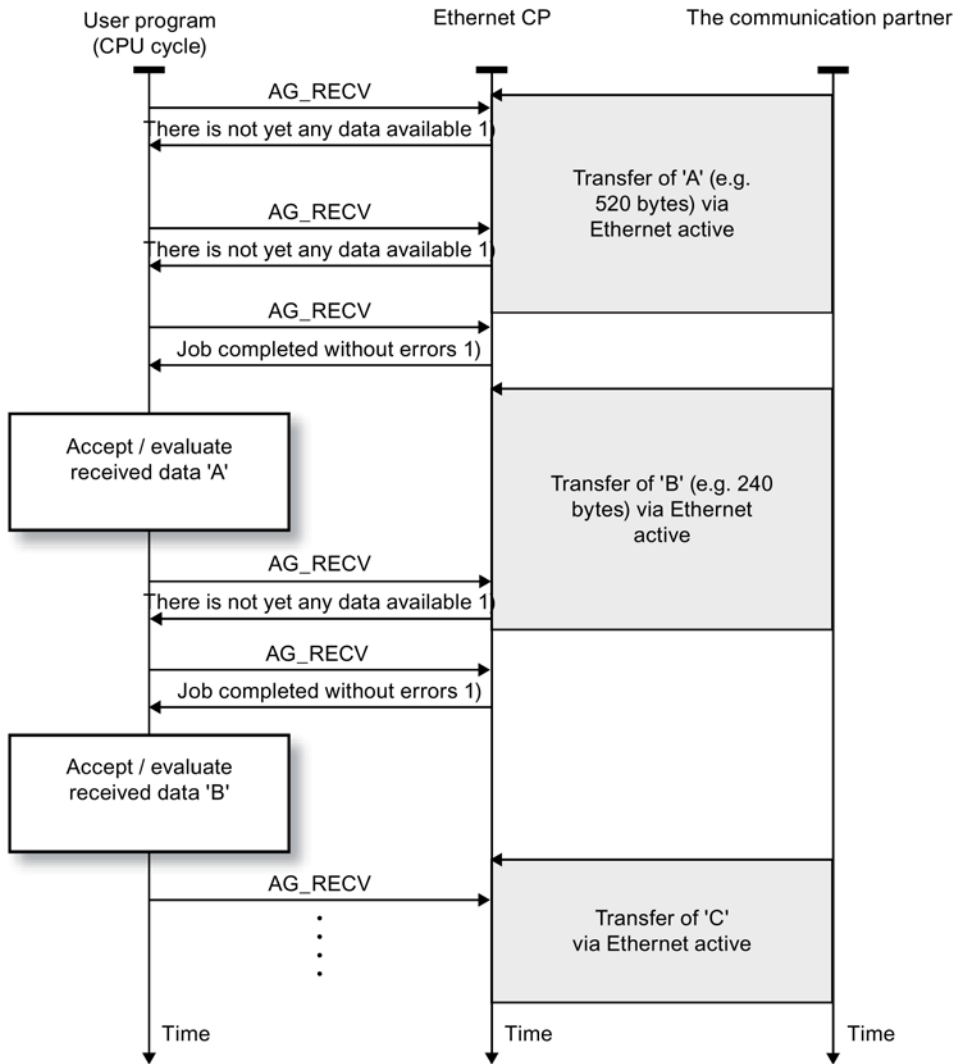 User program
(CPU cycle)
Ethernet CP
The communication partner
AG_RECV
There is not yet any data available 1)
Transfer of 'A' (e.g.
520 bytes) via
Ethernet active
AG_RECV
There is not yet any data available 1)
AG_RECV
Job completed without errors 1)
Accept / evaluate
received data 'A'
Transfer of 'B' (e.g. 240
bytes) via Ethernet
active
AG_RECV
There is not yet any data available 1)
AG_RECV
Job completed without errors 1)
Accept / evaluate
received data 'B'
AG_RECV
Transfer of 'C'
via Ethernet active
Time
Time
Time